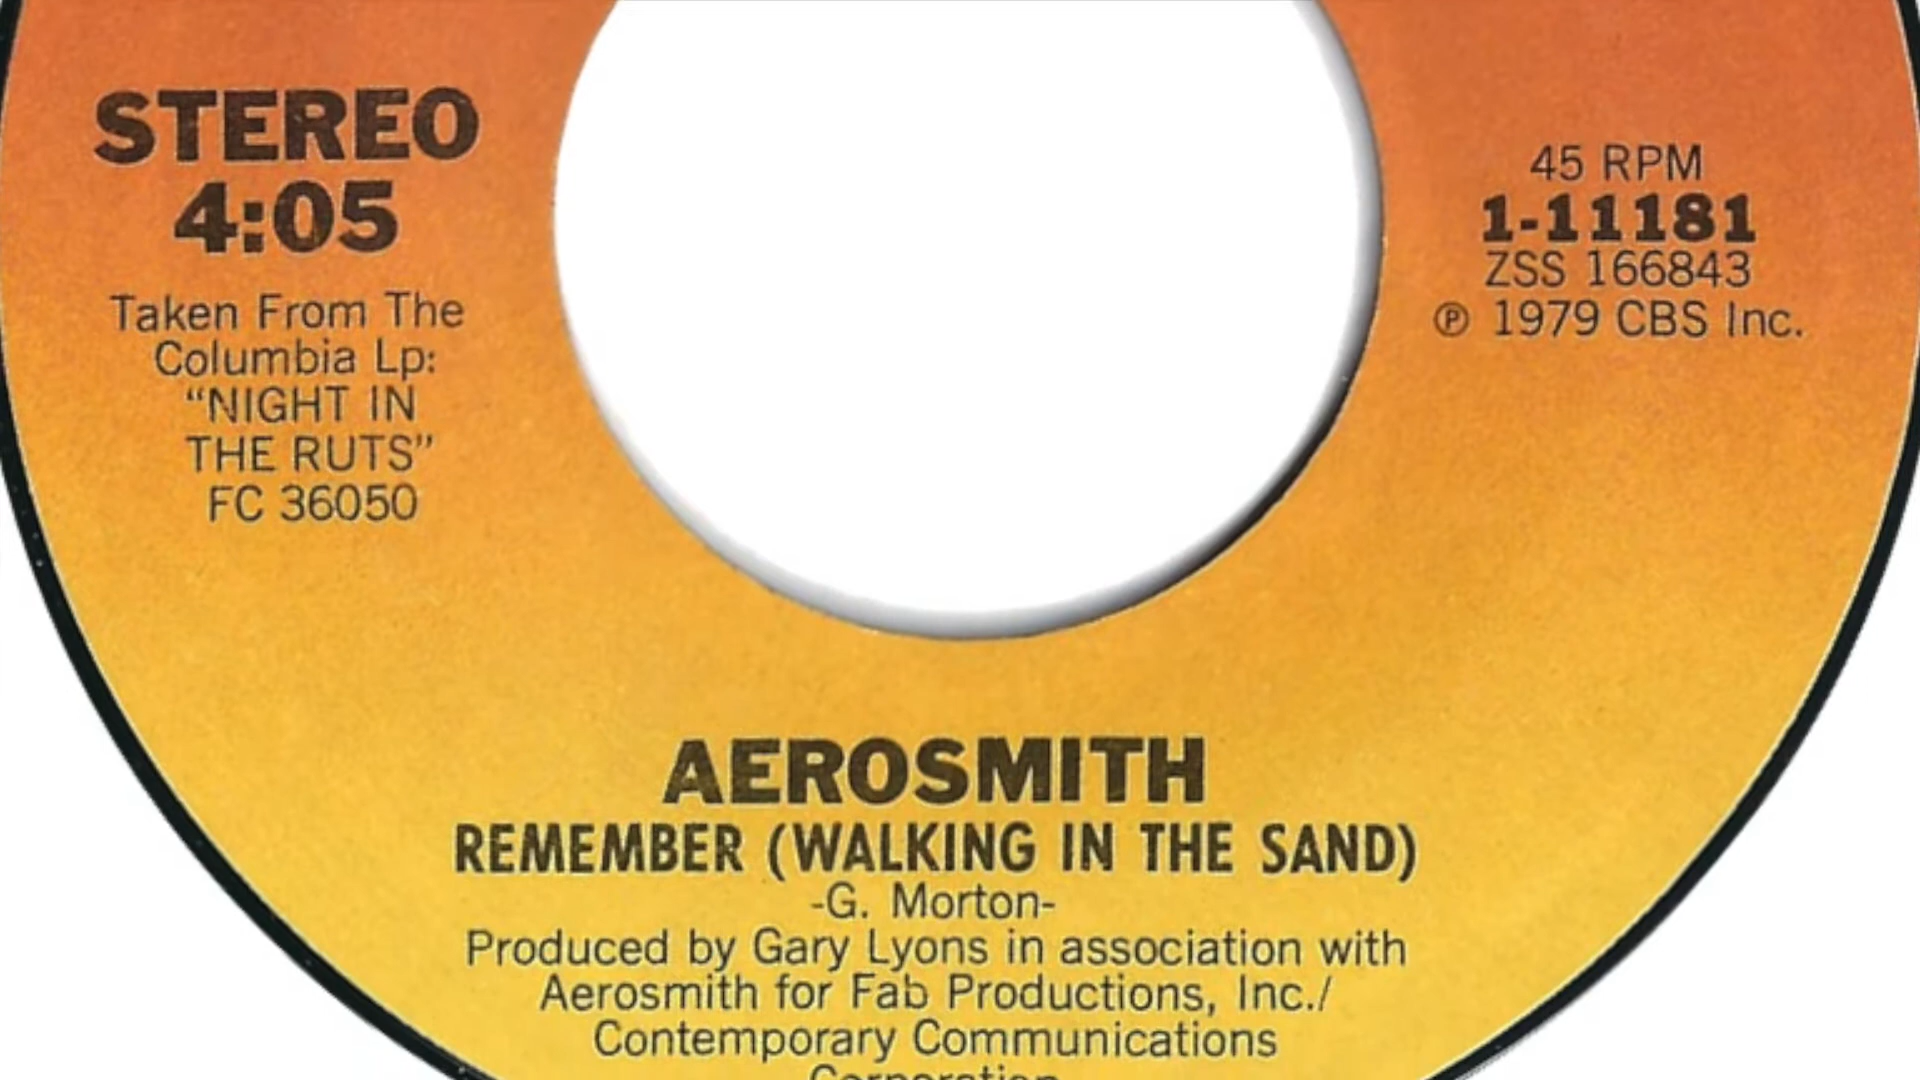 STEREO
4:05
Taken From The
Columbia Lp:
“NIGHT IN
THE RUTS”
FC 36050
45 RPM
1-11181
ZSS 166843
℗ 1979 CBS Inc.
AEROSMITH
REMEMBER (WALKING IN THE SAND)
-G. Morton-
Produced by Gary Lyons in association with
Aerosmith for Fab Productions, Inc./
Contemporary Communications
Corporation